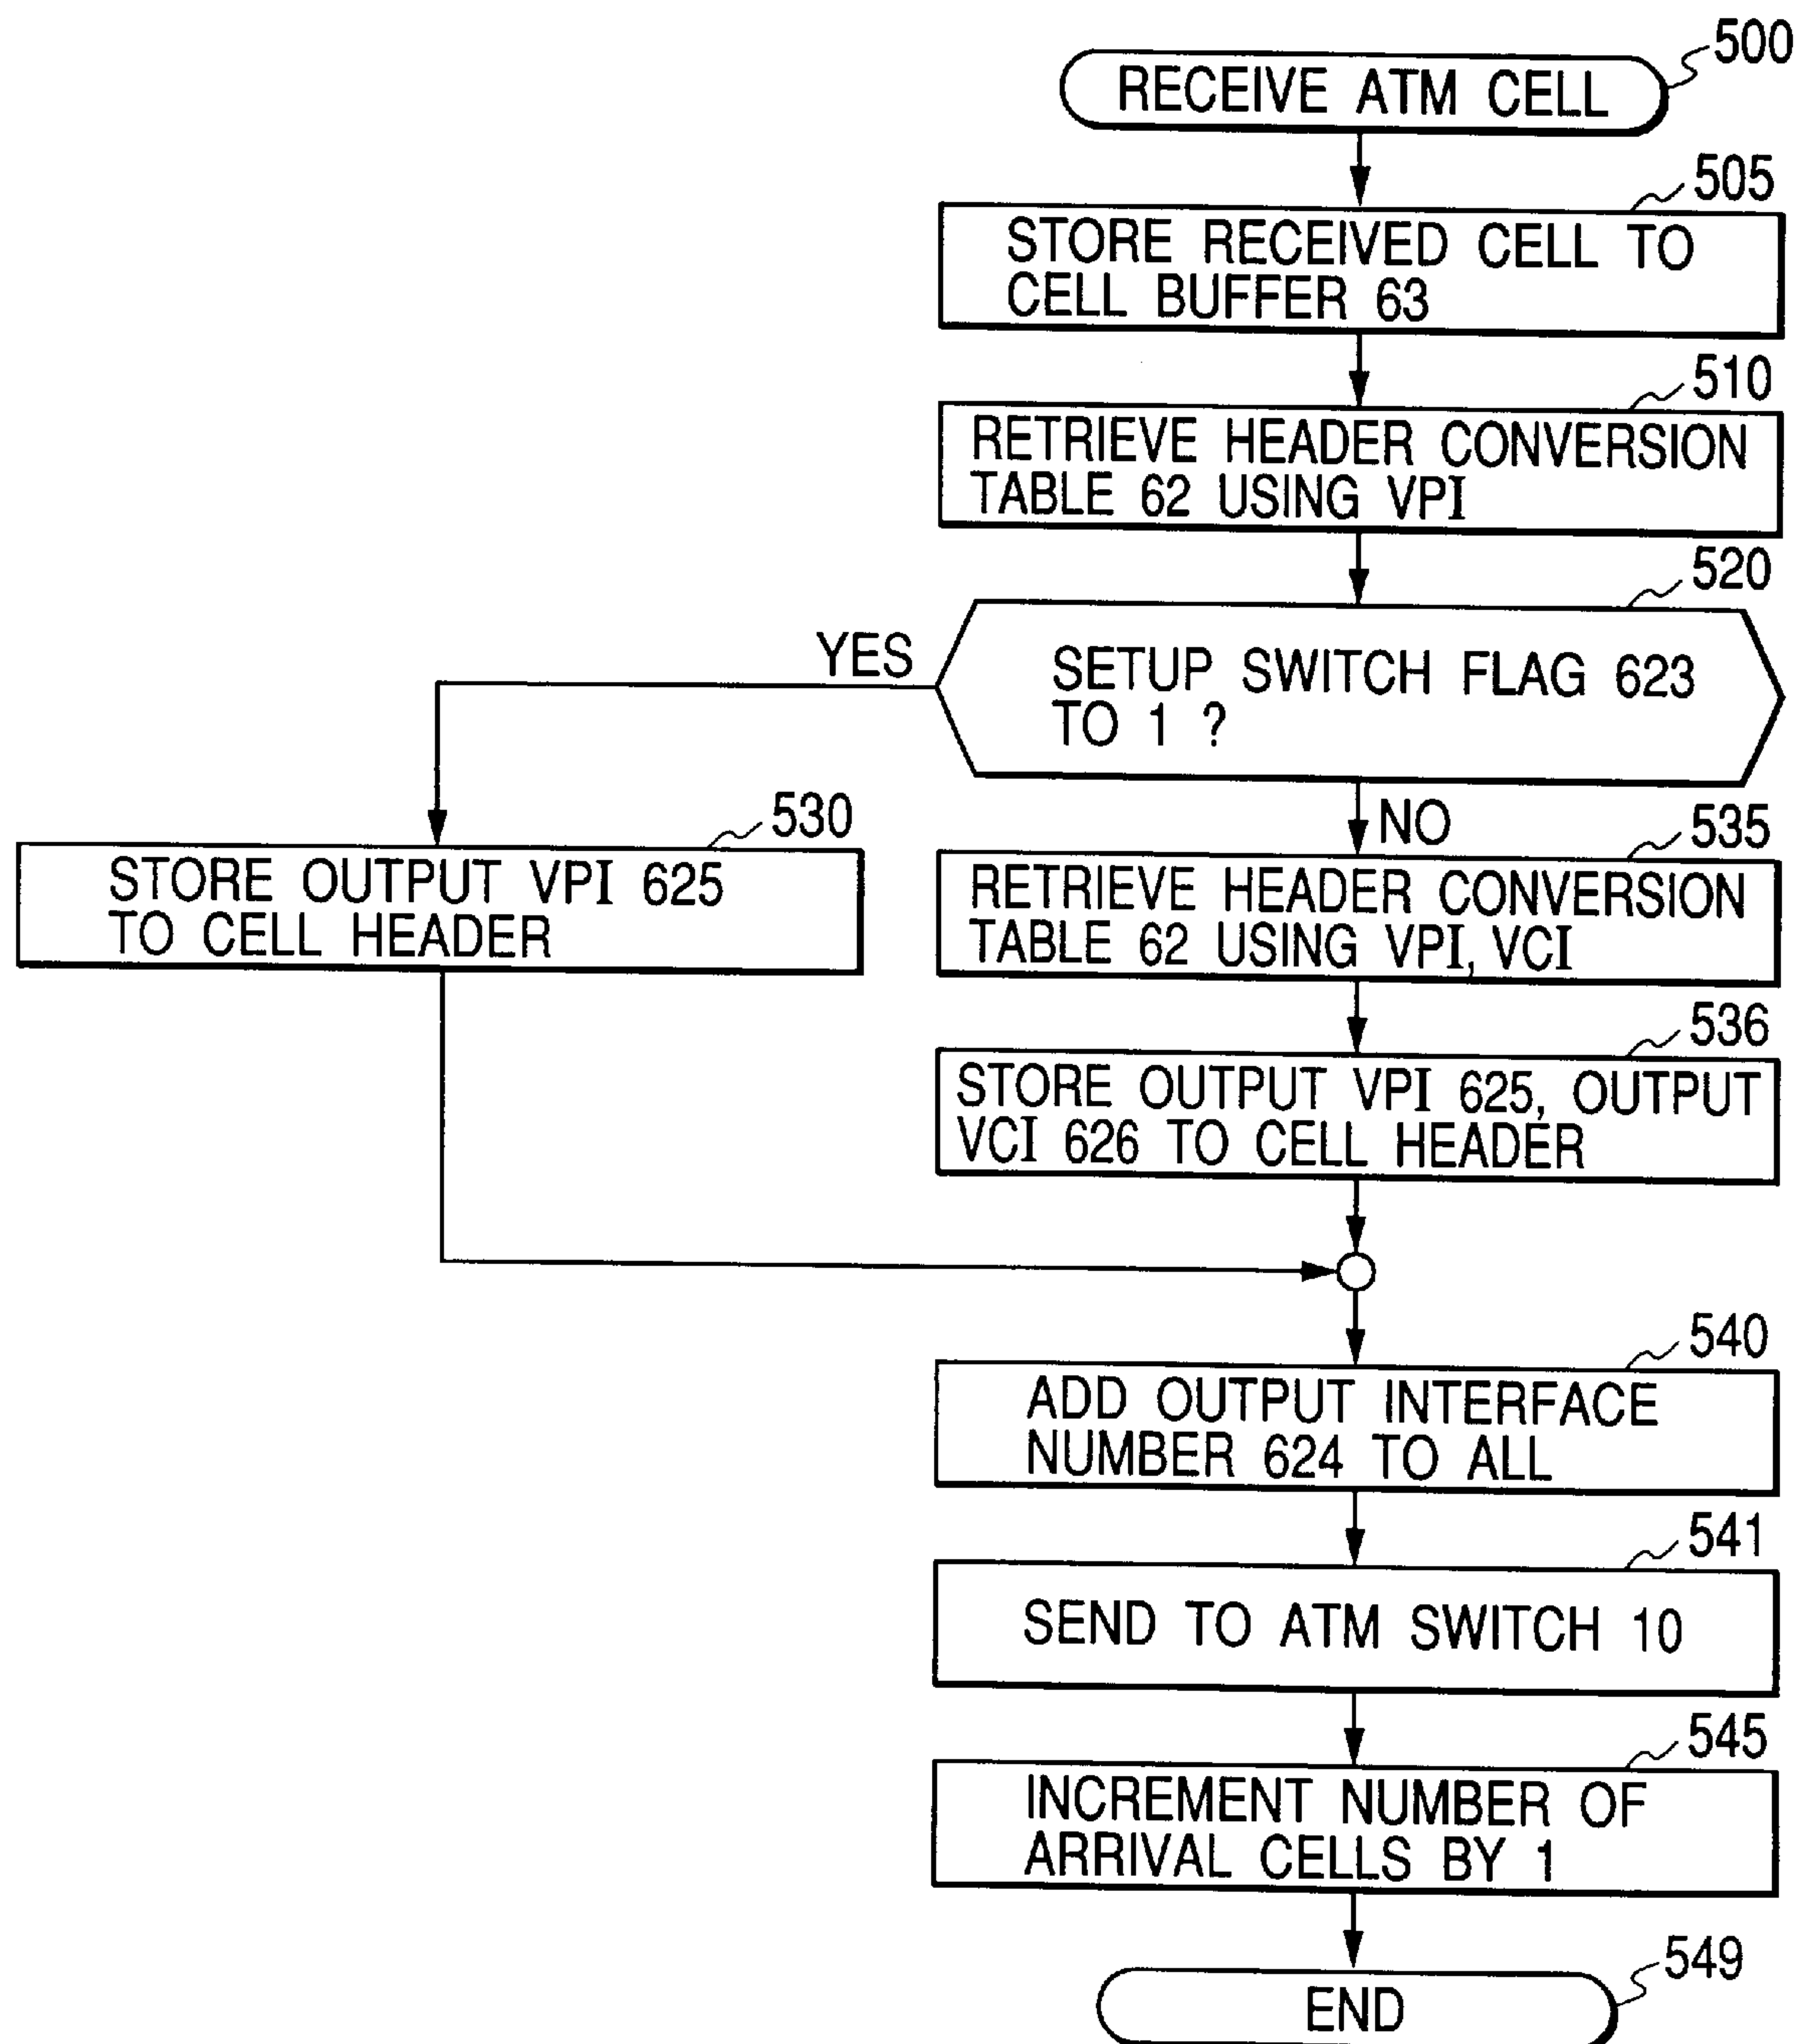 500
RECEIVE ATM CELL
505
STORE RECEIVED CELL TO
CELL BUFFER 63
510
RETRIEVE HEADER CONVERSION
TABLE 62 USING VPI
520
YES
SETUP SWITCH FLAG 623
TO 1 ?
NO
530
STORE OUTPUT VPI 625
TO CELL HEADER
535
RETRIEVE HEADER CONVERSION
TABLE 62 USING VPI, VCI
536
STORE OUTPUT VPI 625, OUTPUT
VCI 626 TO CELL HEADER
540
ADD OUTPUT INTERFACE
NUMBER 624 TO ALL
541
SEND TO ATM SWITCH 10
545
INCREMENT NUMBER OF
ARRIVAL CELLS BY 1
549
END